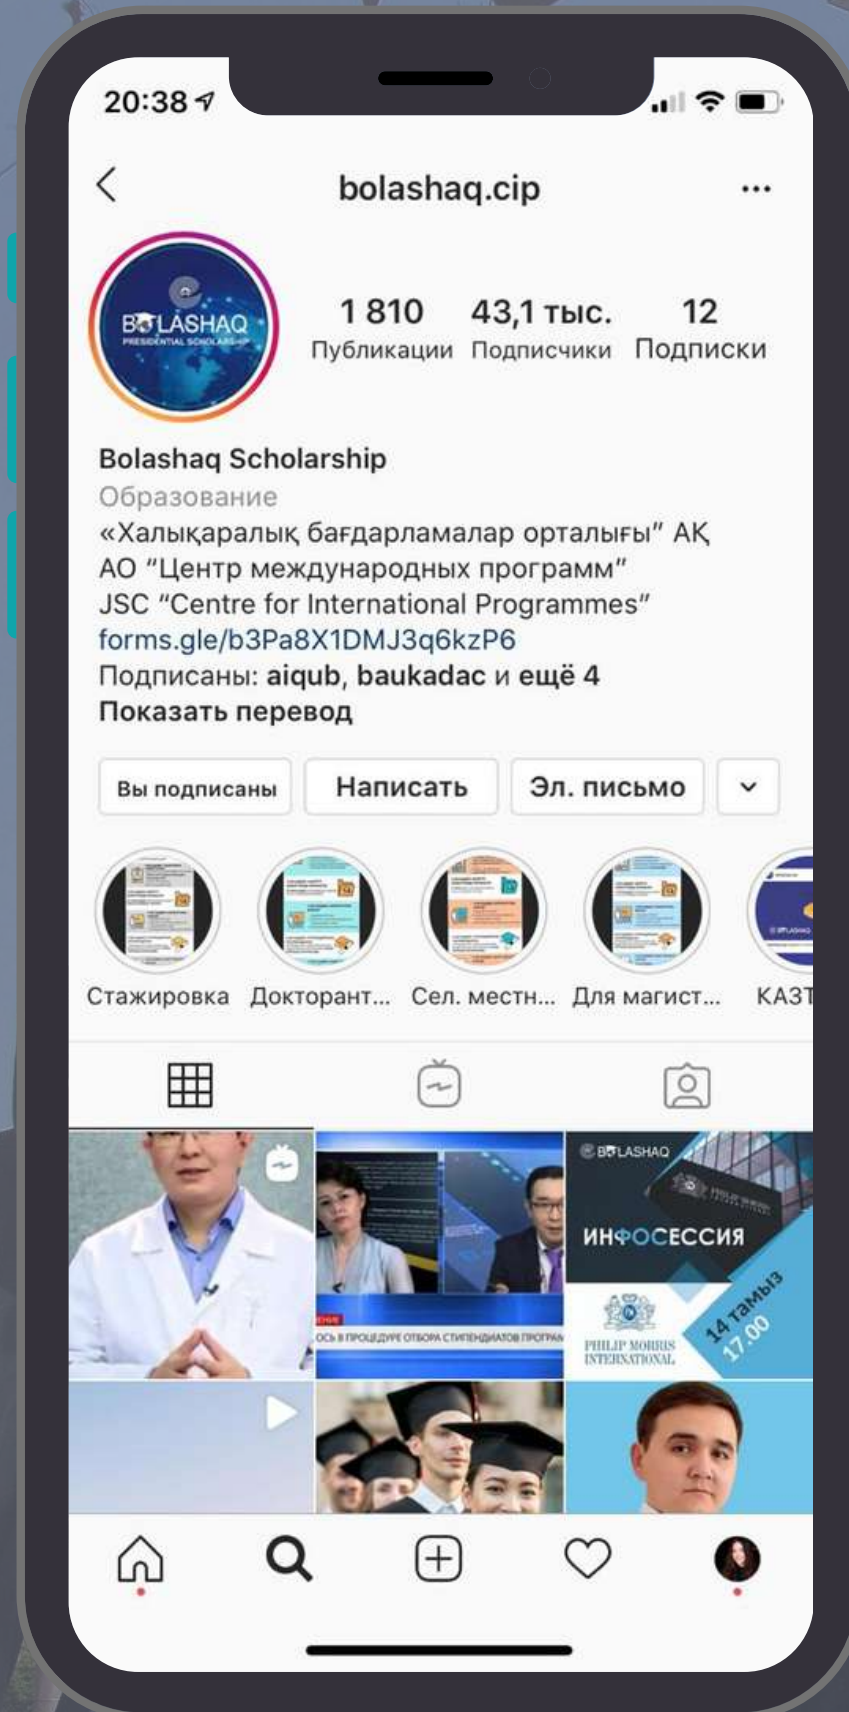 20:38
bolashaq.cip
BOLASHAQ
PRESIDENTIAL SCHOLARSHIP
1 810 43,1 тыс. 12
Публикации Подписчики Подписки
Bolashaq Scholarship
Образование
«Халықаралық бағдарламалар орталығы” АҚ
АО “Центр международных программ”
JSC “Centre for International Programmes”
forms.gle/b3Pa8X1DMJ3q6kzP6
Подписаны: aiqub, baukadac и ещё 4
Показать перевод
Вы подписаны Написать Эл. письмо
Стажировка Докторант... Сел. местн... Для магист... КАЗТ
BOLASHAQ
ИНФОСЕССИЯ
14 тамыз
17.00
PHILIP MORRIS
INTERNATIONAL
ОСЬ В ПРОЦЕДУРЕ ОТБОРА СТИПЕНДИАТОВ ПРОГРАМ